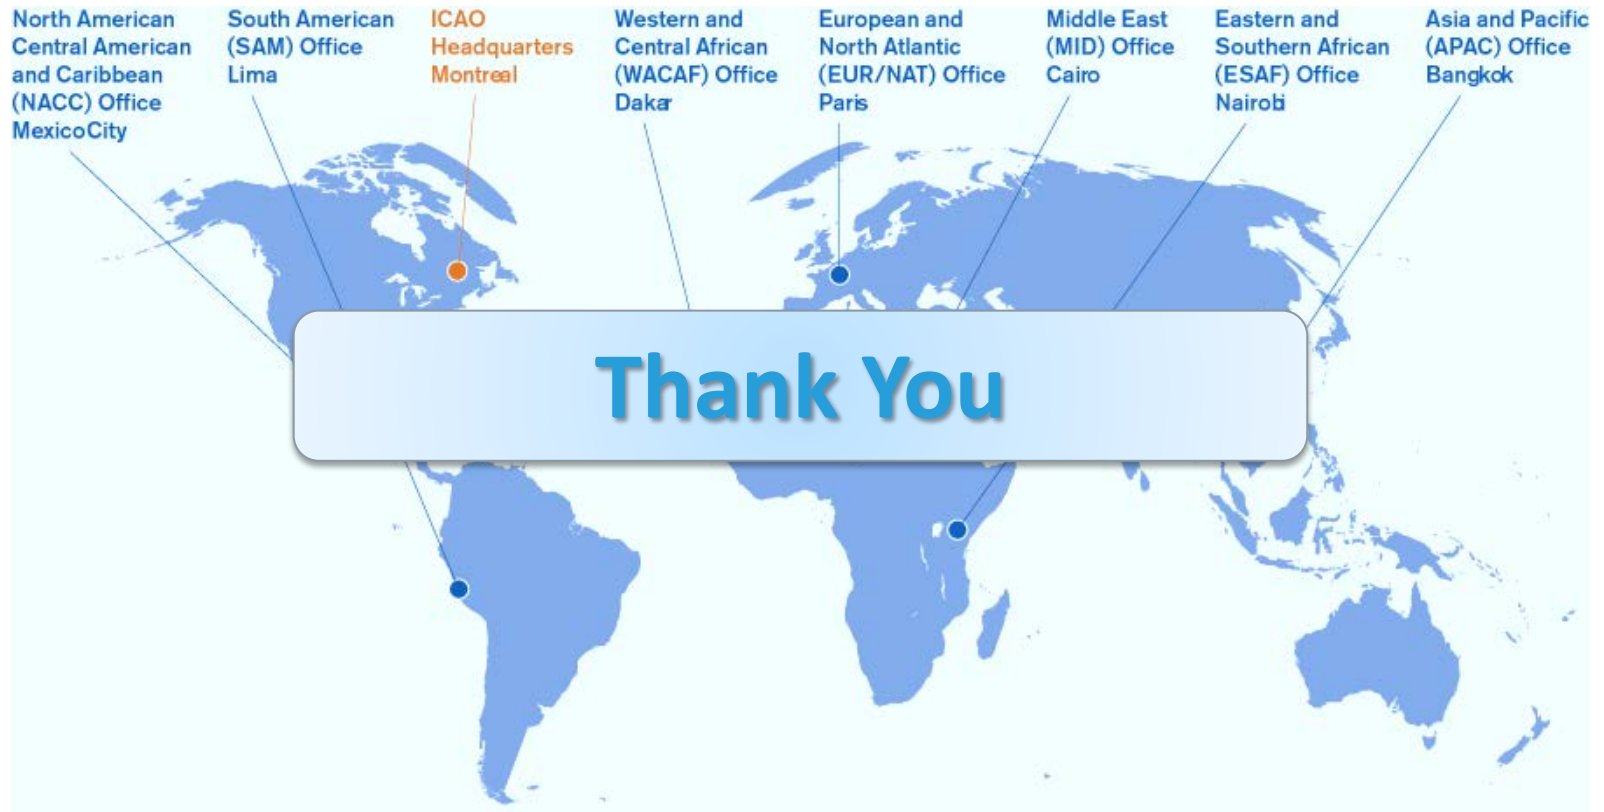 North American
Central American
and Caribbean
(NACC) Office
MexicoCity
South American
(SAM) Office
Lima
ICAO
Headquarters
Montreal
Western and
Central African
(WACAF) Office
Dakar
European and
North Atlantic
(EUR/NAT) Office
Paris
Middle East
(MID) Office
Cairo
Eastern and
Southern African
(ESAF) Office
Nairobi
Asia and Pacific
(APAC) Office
Bangkok
Thank You